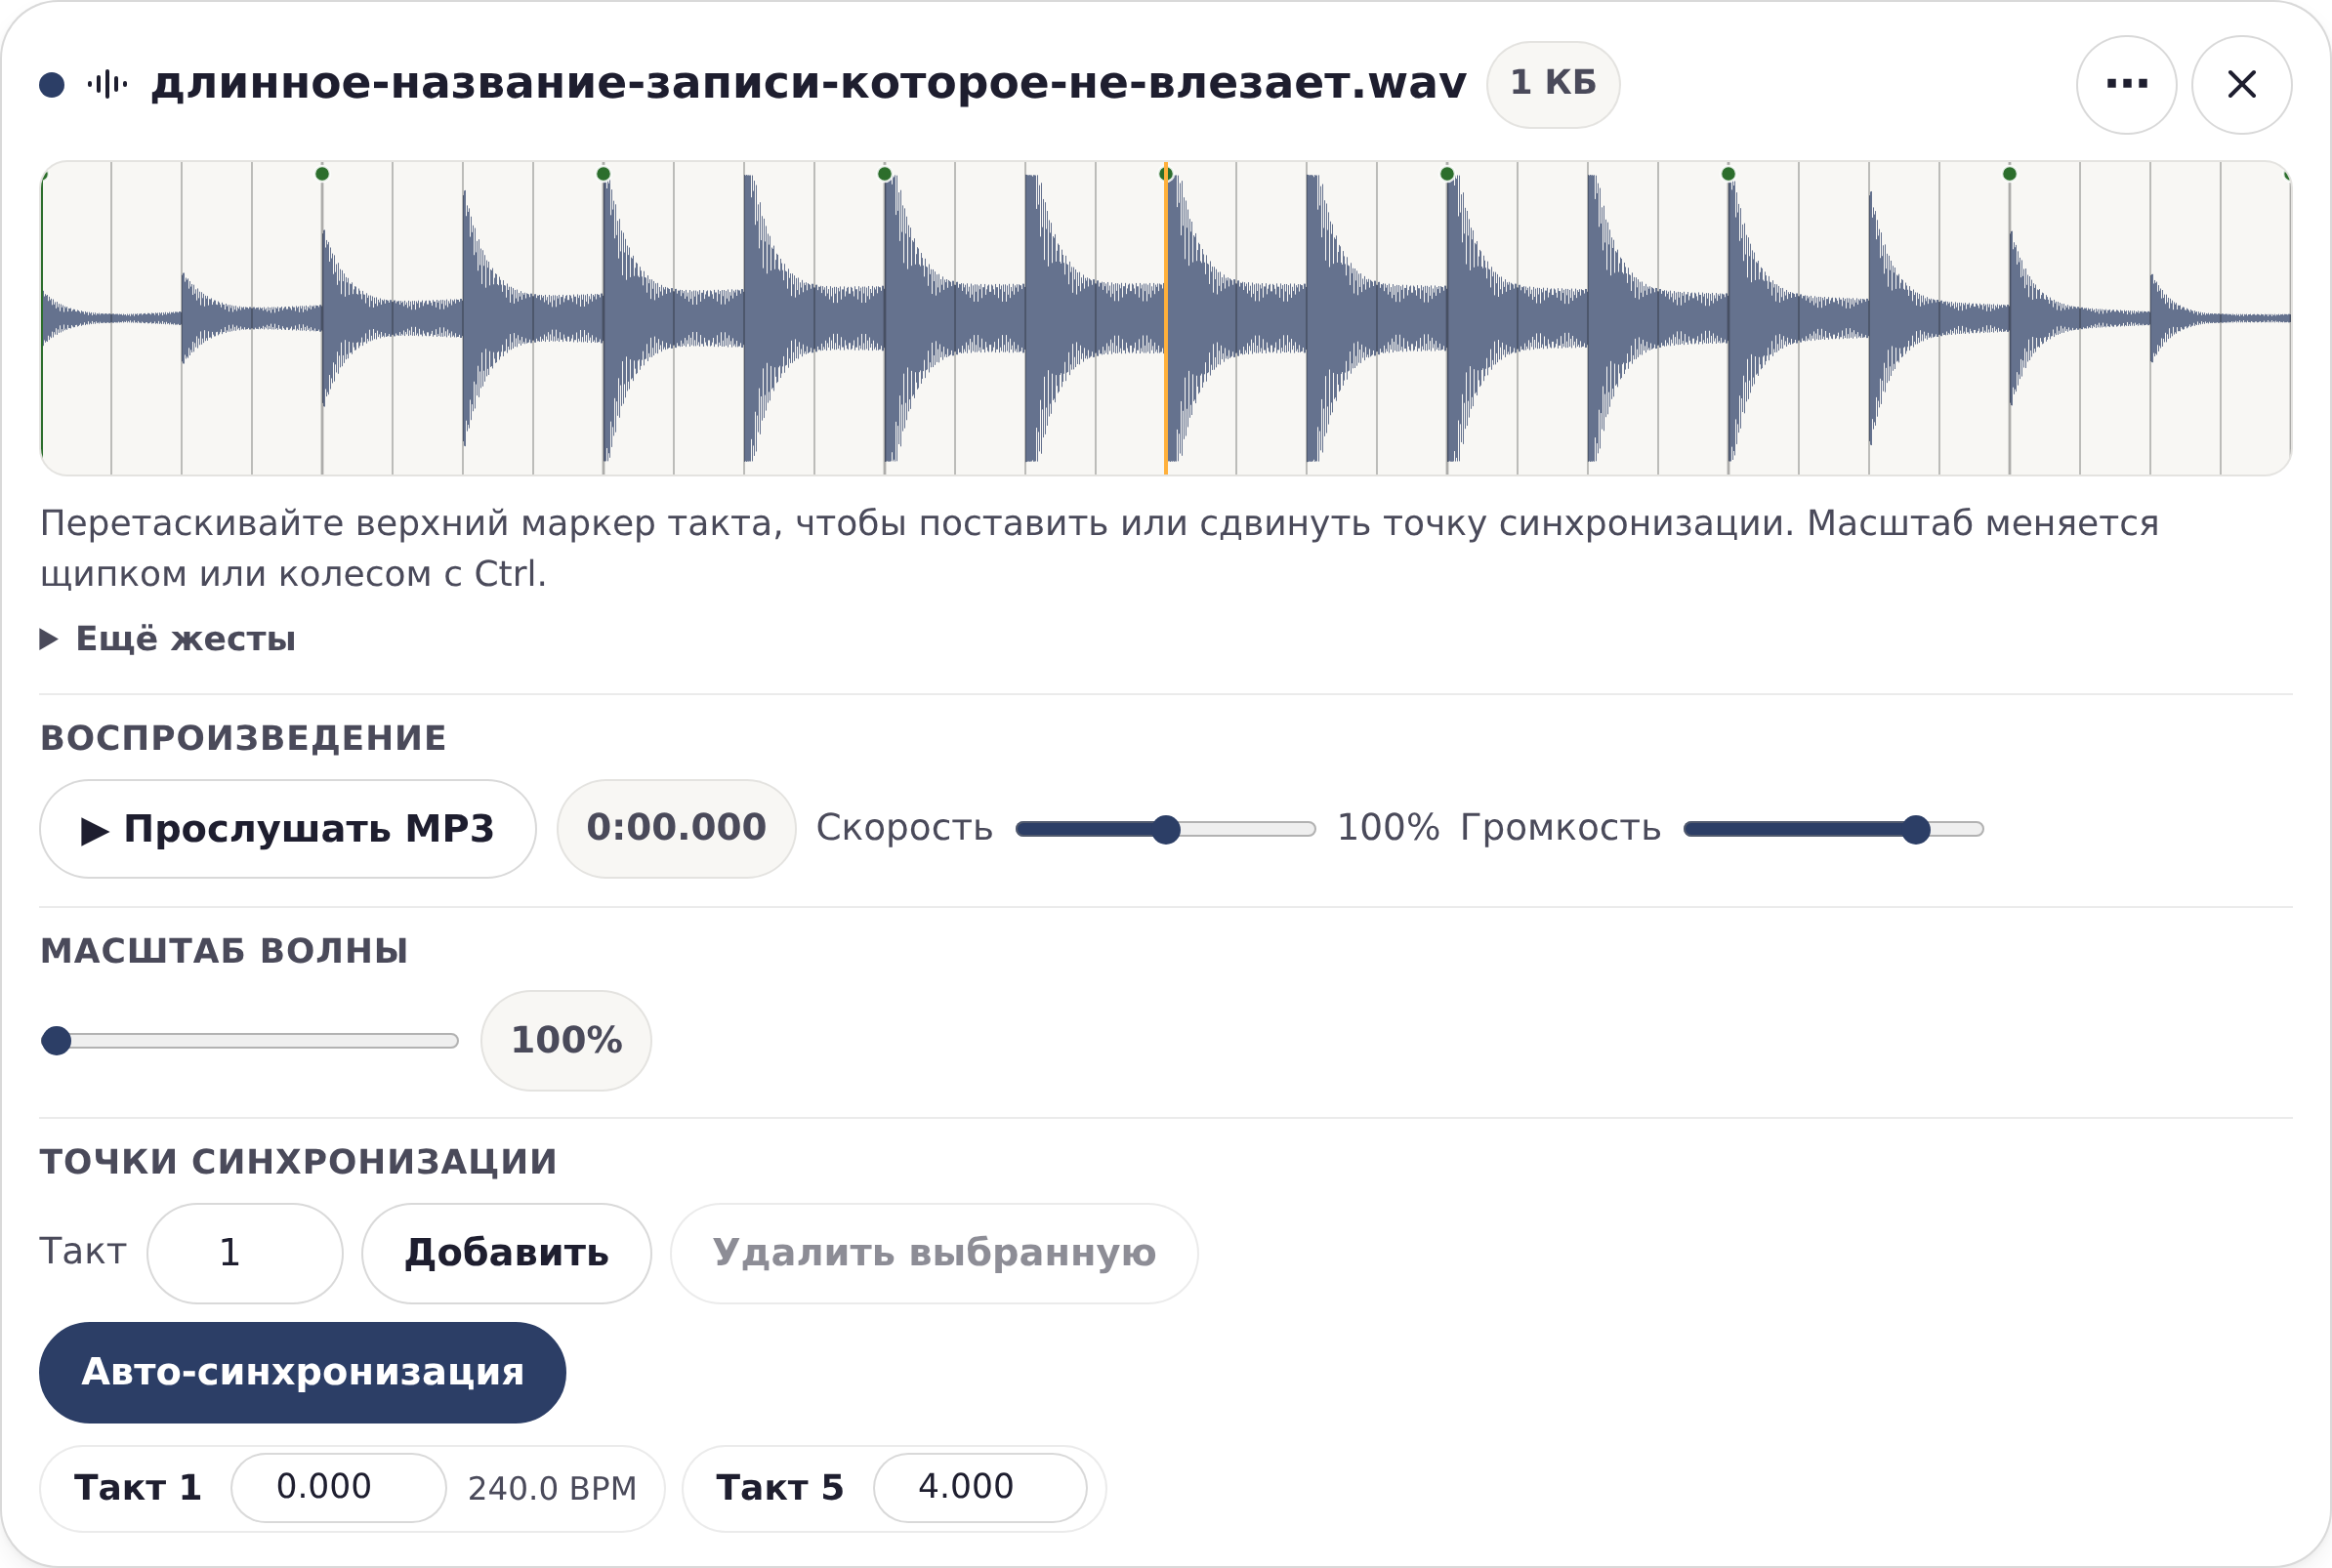 длинное-название-записи-которое-не-влезает.wav 1 КБ
Перетаскивайте верхний маркер такта, чтобы поставить или сдвинуть точку синхронизации. Масштаб меняется
щипком или колесом с Ctrl.
▶ Ещё жесты
ВОСПРОИЗВЕДЕНИЕ
▶ Прослушать MP3 0:00.000 Скорость 100% Громкость
МАСШТАБ ВОЛНЫ
100%
ТОЧКИ СИНХРОНИЗАЦИИ
Такт 1 Добавить Удалить выбранную
Авто-синхронизация
Такт 1 0.000 240.0 BPM Такт 5 4.000